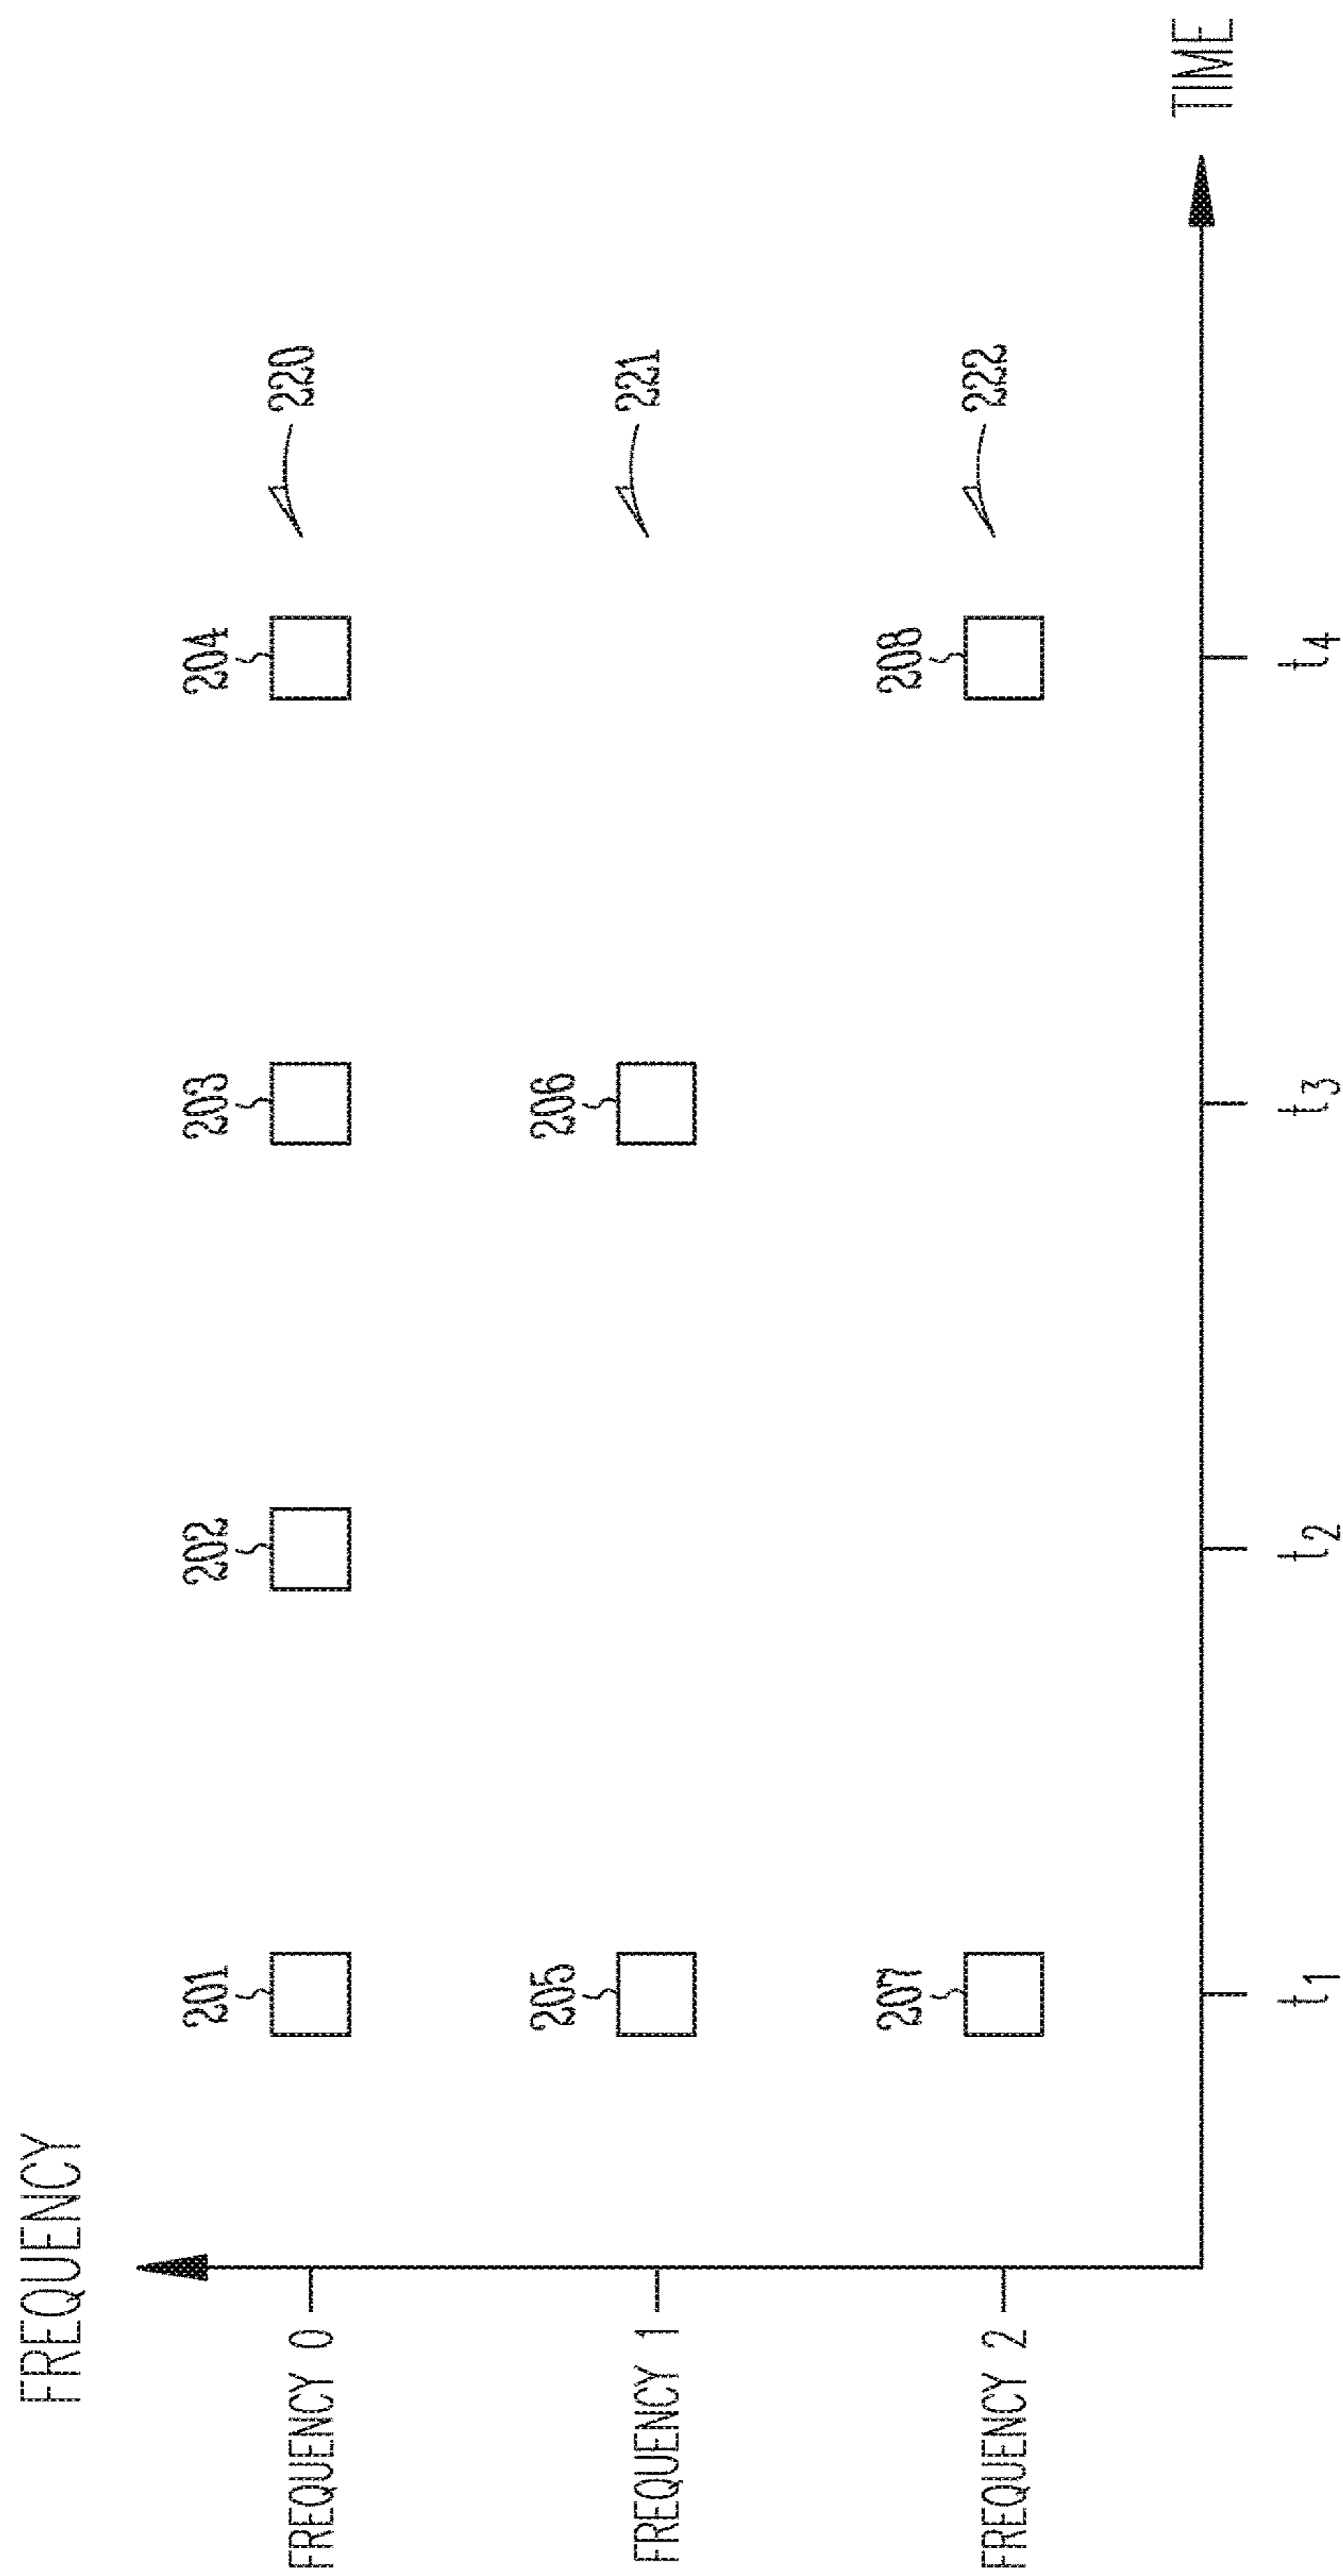 FREQUENCY
201
202
203
204
220
FREQUENCY 0
205
206
221
FREQUENCY 1
207
208
222
FREQUENCY 2
TIME
t1
t2
t3
t4